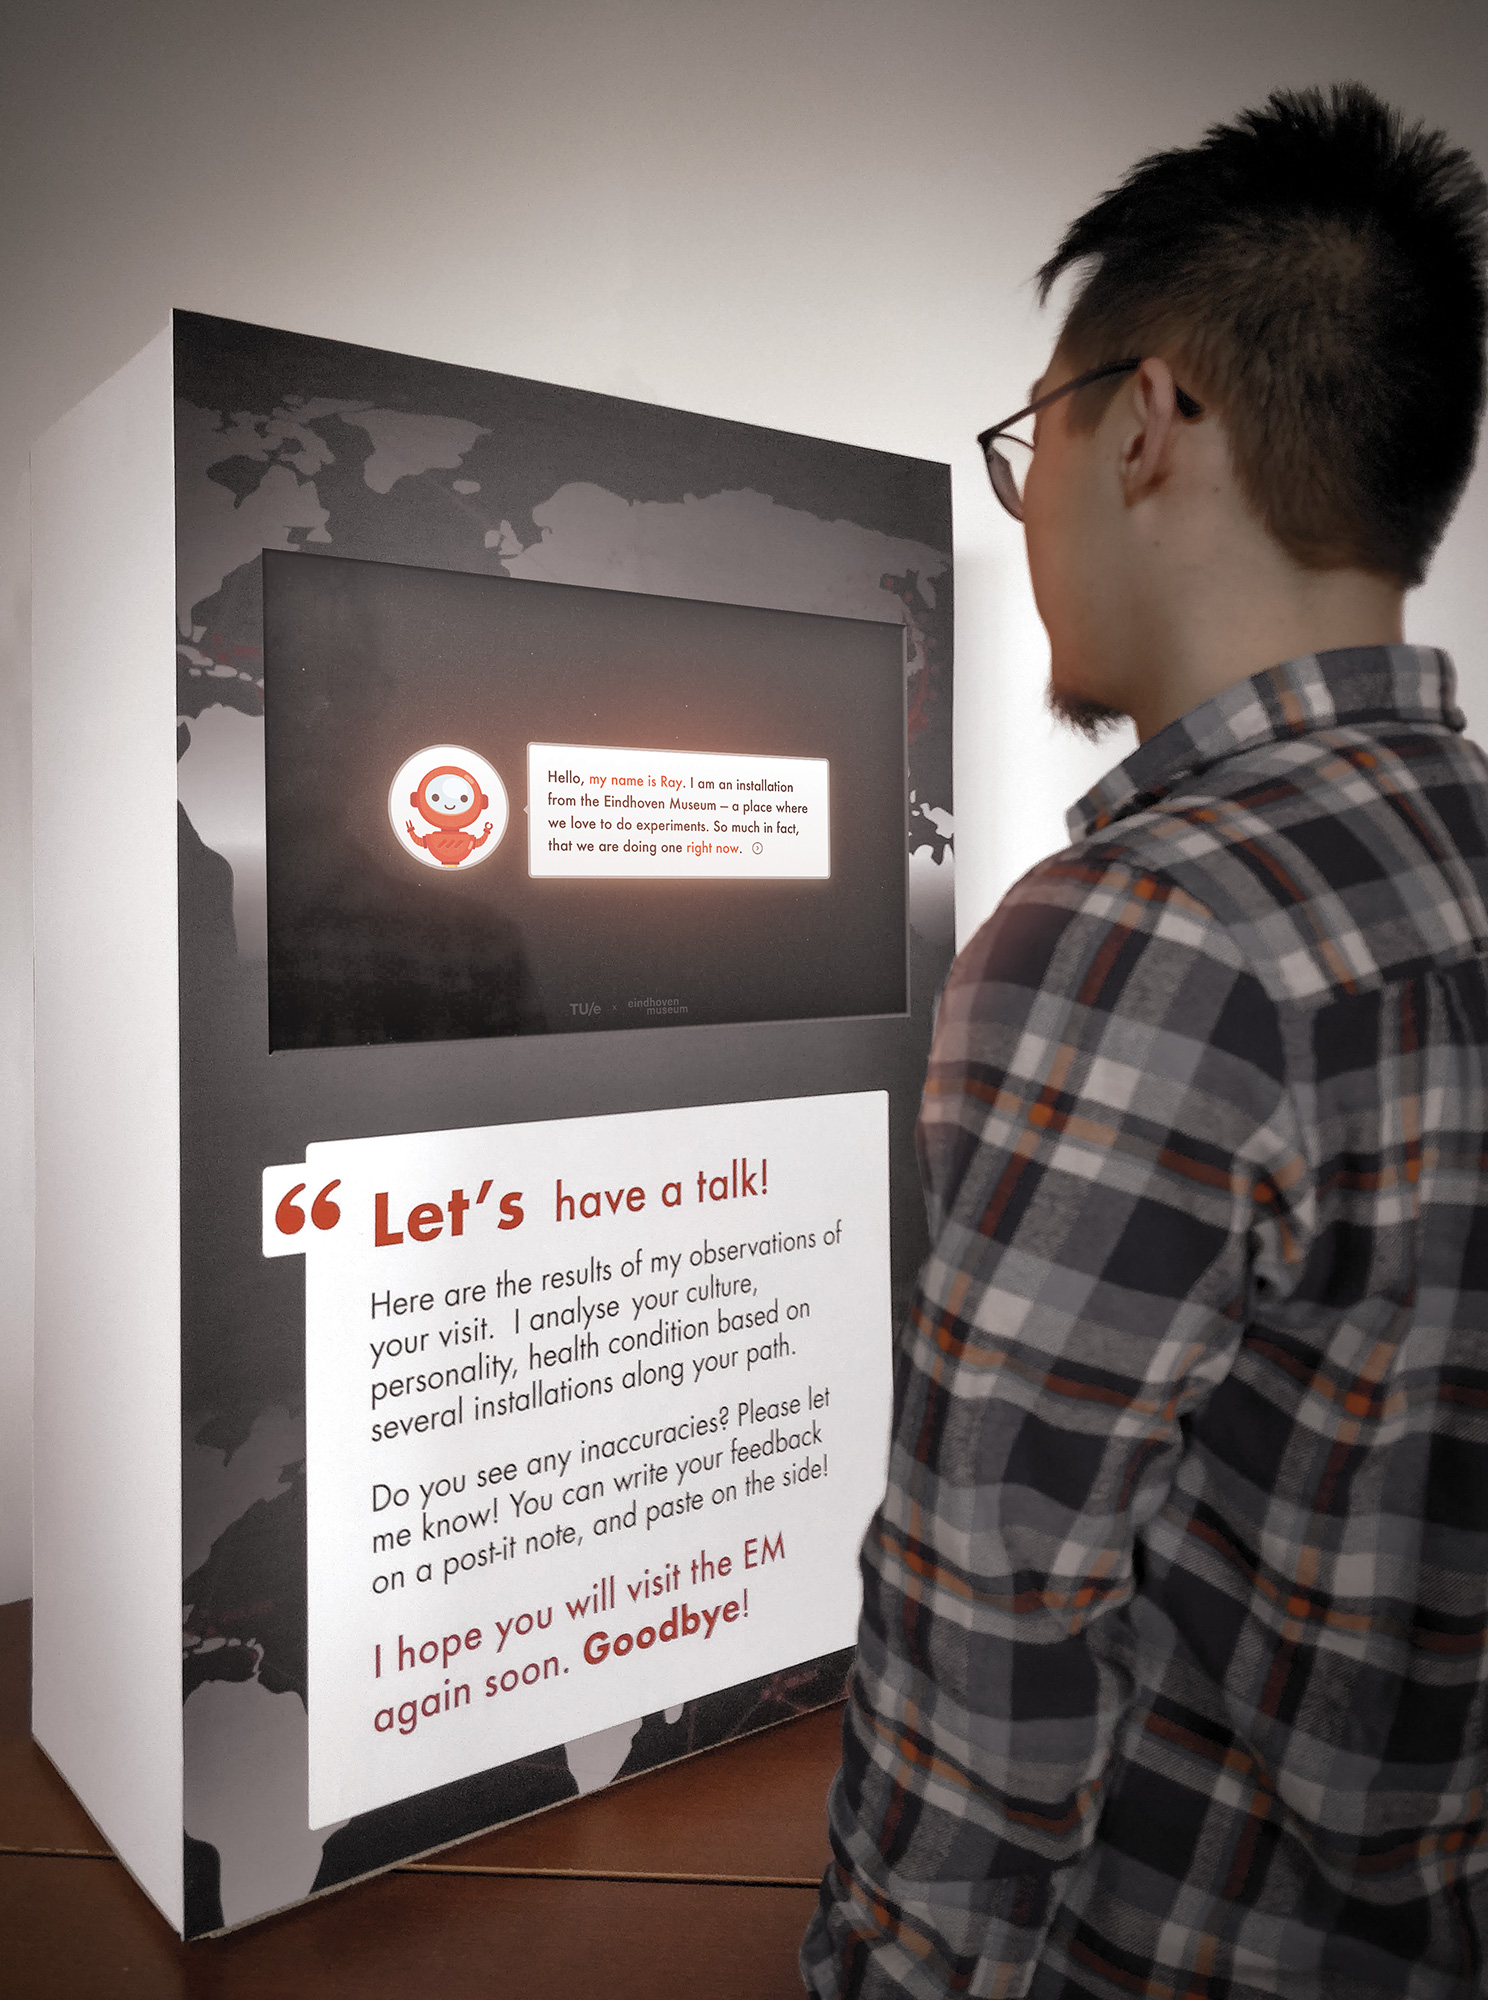 Hello, my name is Ray. I am an installation
from the Eindhoven Museum – a place where
we love to do experiments. So much in fact,
that we are doing one right now.
TU/e x eindhoven
museum
“ Let’s have a talk!
Here are the results of my observations of
your visit. I analyse your culture,
personality, health condition based on
several installations along your path.
Do you see any inaccuracies? Please let
me know! You can write your feedback
on a post-it note, and paste on the side!
I hope you will visit the EM
again soon. Goodbye!